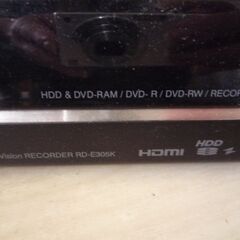 HDD & DVD-RAM / DVD-R / DVD-RW / RECOR
Vision RECORDER RD-E305K HDMI HDD